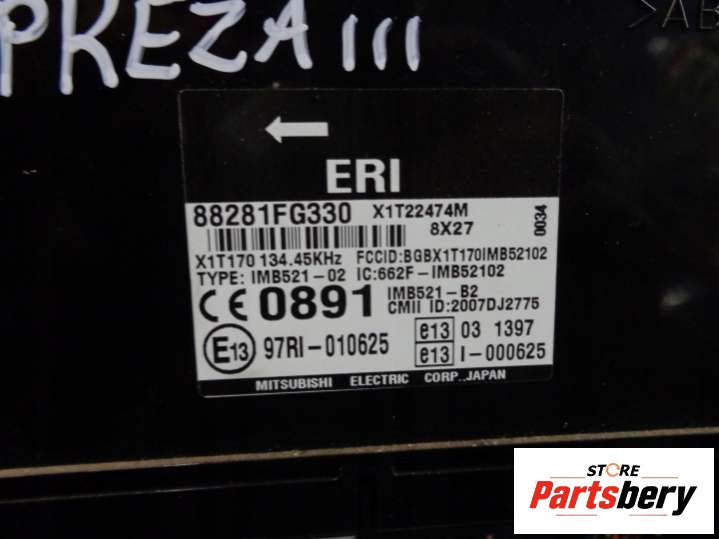 PREZA III
>AB
ERI
88281FG330 X1T22474M
8X27
0034
X1T170 134.45KHz FCCID:BGBX1T170IMB52102
TYPE: IMB521-02 IC:662F-IMB52102
CE 0891 IMB521-B2
CMII ID:2007DJ2775
E13 97RI-010625 e13 03 1397
e13 I-000625
MITSUBISHI ELECTRIC CORP.,JAPAN
STORE
Partsbery